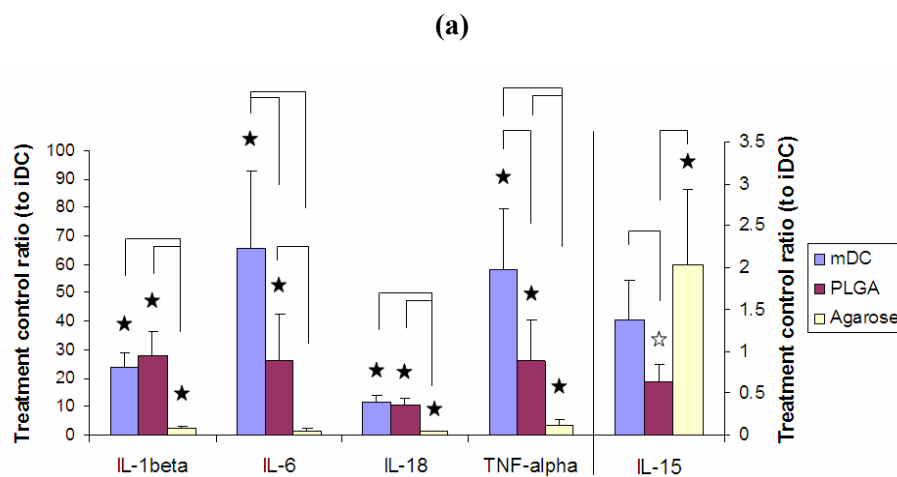 (a)
Treatment control ratio (to iDC)
100
90
80
70
60
50
40
30
20
10
0
IL-1beta
IL-6
IL-18
TNF-alpha
IL-15
3.5
3
2.5
2
1.5
1
0.5
0
Treatment control ratio (to iDC)
mDC
PLGA
Agarose